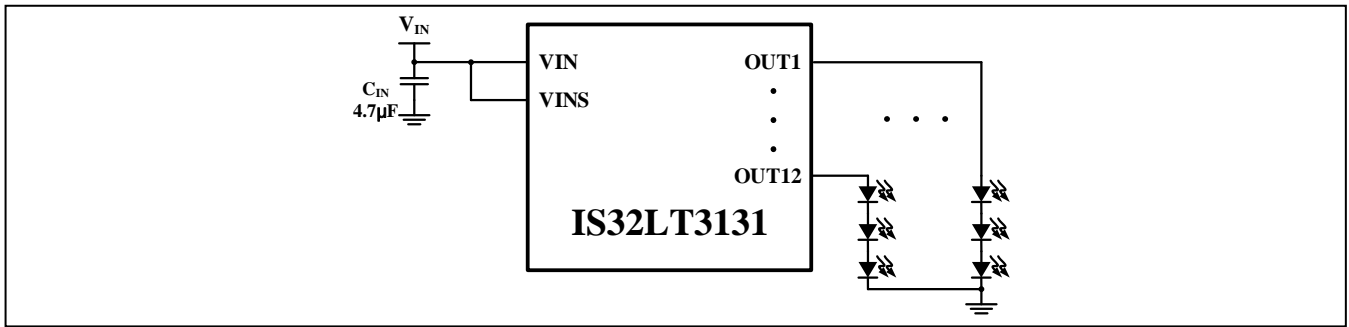 VIN
CIN
4.7µF
VIN
VINS
OUT1
OUT12
IS32LT3131